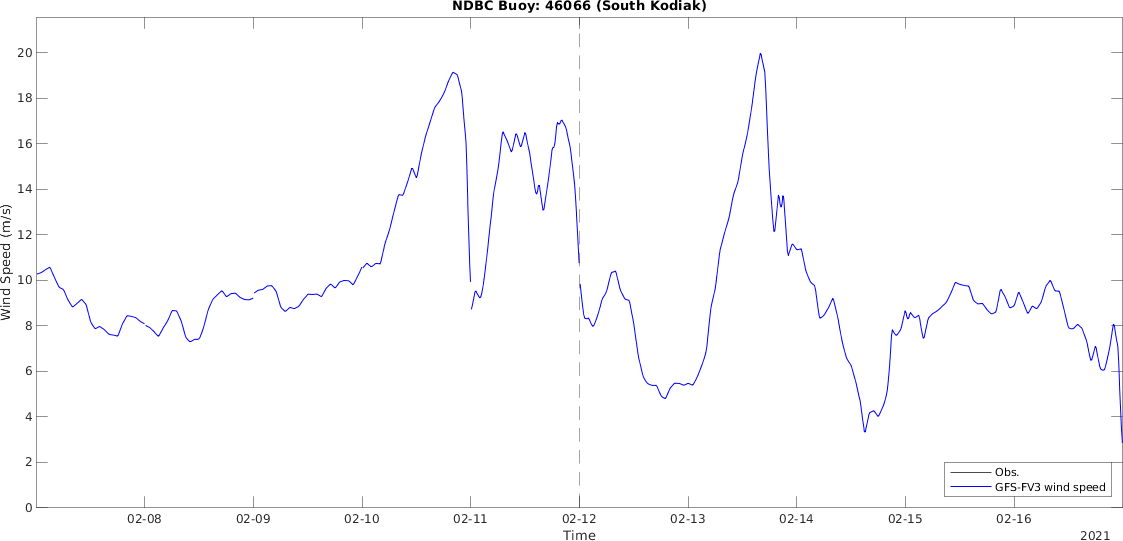 NDBC Buoy: 46066 (South Kodiak)
20
18
16
14
12
10
8
6
4
2
0
Wind Speed (m/s)
Obs.
GFS-FV3 wind speed
02-08 02-09 02-10 02-11 02-12 02-13 02-14 02-15 02-16
Time
2021